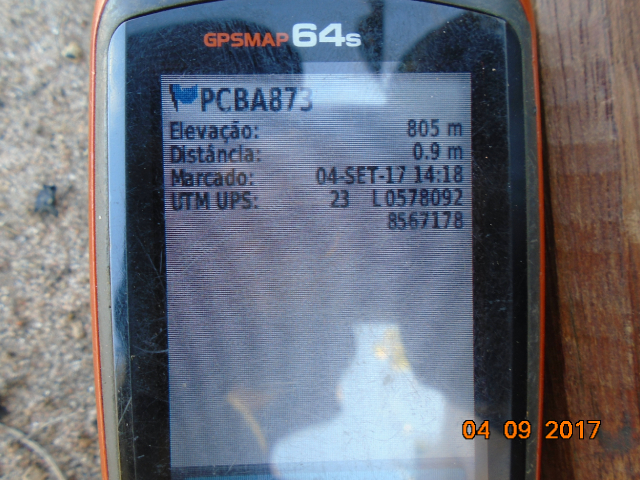 GPSMAP 64s
PCBA873
Elevação: 805 m
Distância: 0.9 m
Marcado: 04-SET-17 14:18
UTM UPS: 23 L0578092
8567178
04 09 2017